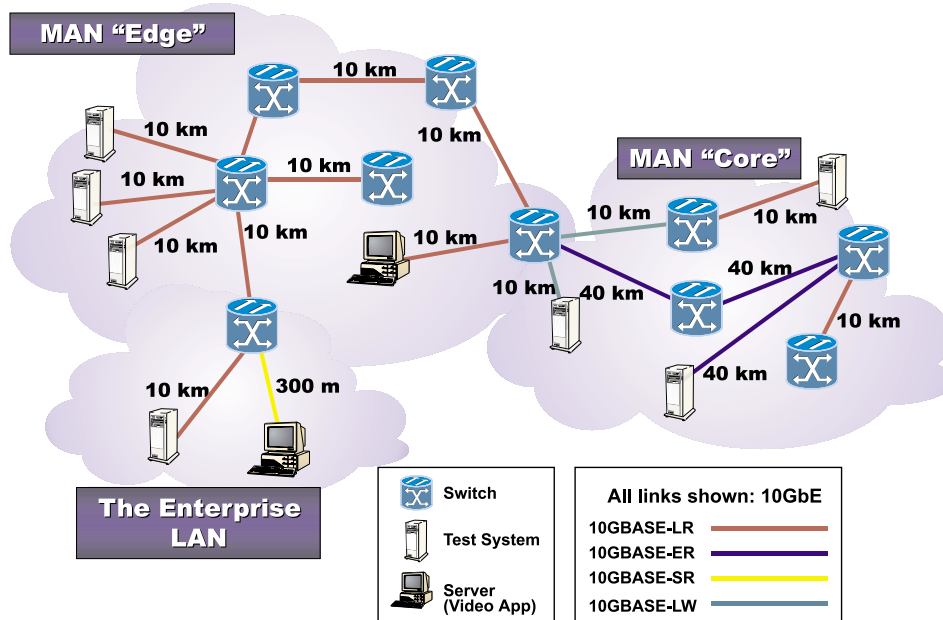 MAN "Edge"
10 km
10 km
10 km
10 km
10 km
10 km
10 km
MAN "Core"
10 km
10 km
10 km
10 km
40 km
40 km
10 km
40 km
10 km
300 m
The Enterprise
LAN
Switch
Test System
Server
(Video App)
All links shown: 10GbE
10GBASE-LR
10GBASE-ER
10GBASE-SR
10GBASE-LW